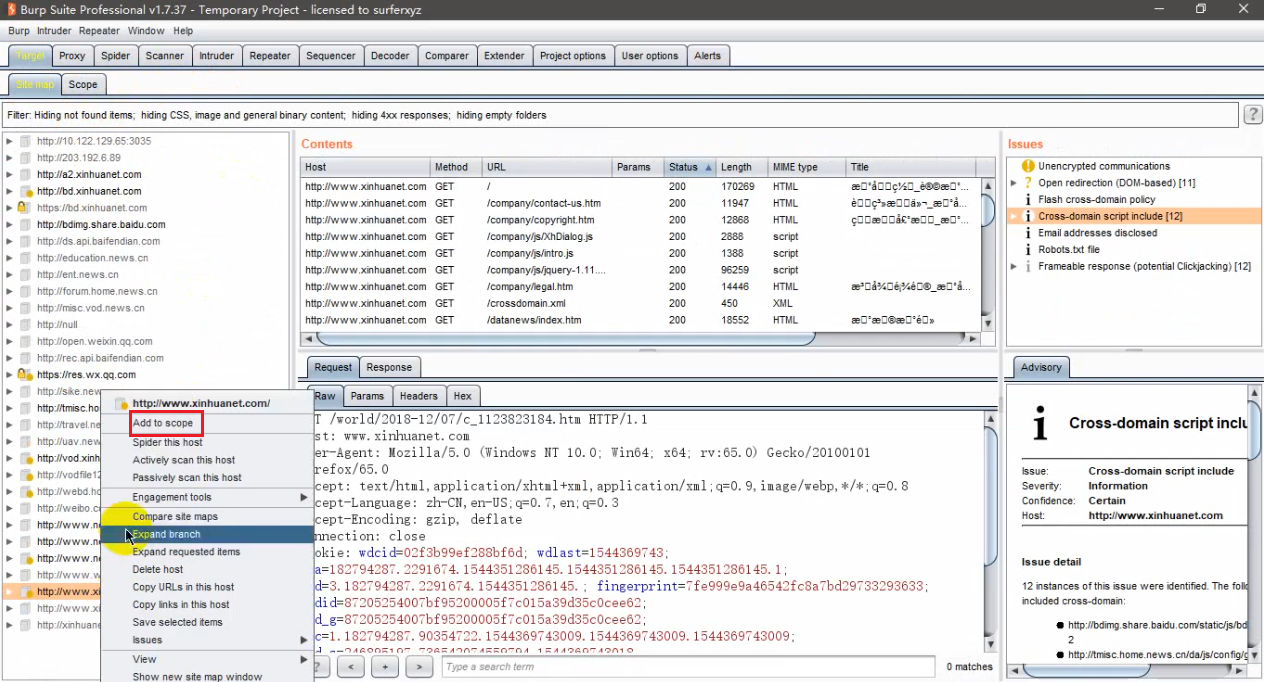 Burp Suite Professional v1.7.37 - Temporary Project - licensed to surferxyz
Burp Intruder Repeater Window Help
Target Proxy Spider Scanner Intruder Repeater Sequencer Decoder Comparer Extender Project options User options Alerts
Site map Scope
Filter: Hiding not found items; hiding CSS, image and general binary content; hiding 4xx responses; hiding empty folders
?
http://10.122.129.65:3035
http://203.192.6.89
http://a2.xinhuanet.com
http://bd.xinhuanet.com
https://bd.xinhuanet.com
http://bdimg.share.baidu.com
http://ds.api.baifendian.com
http://education.news.cn
http://ent.news.cn
http://forum.home.news.cn
http://misc.vod.news.cn
http://null
http://open.weixin.qq.com
http://rec.api.baifendian.com
https://res.wx.qq.com
http://sike.new
http://tmisc.ho
http://travel.ne
http://uav.new
http://vod.xinh
http://vodfile12
http://webd.ho
http://weibo.c
http://www.ne
http://www.n
http://www.ne
http://www.w
http://www.xi
http://www.xi
http://xinhuane
http://www.xinhuanet.com/
Add to scope
Spider this host
Actively scan this host
Passively scan this host
Engagement tools
Compare site maps
Expand branch
Expand requested items
Delete host
Copy URLs in this host
Copy links in this host
Save selected items
Issues
View
Show new site map window
Contents
Host Method URL Params Status Length MIME type Title
http://www.xinhuanet.com GET / 200 170269 HTML
http://www.xinhuanet.com GET /company/contact-us.htm 200 11947 HTML
http://www.xinhuanet.com GET /company/copyright.htm 200 12868 HTML
http://www.xinhuanet.com GET /company/js/XhDialog.js 200 2888 script
http://www.xinhuanet.com GET /company/js/intro.js 200 1388 script
http://www.xinhuanet.com GET /company/js/jquery-1.11.... 200 96259 script
http://www.xinhuanet.com GET /company/legal.htm 200 14446 HTML
http://www.xinhuanet.com GET /crossdomain.xml 200 450 XML
http://www.xinhuanet.com GET /datanews/index.htm 200 18552 HTML
Request Response
Raw Params Headers Hex
T /world/2018-12/07/c_1123823184.htm HTTP/1.1
st: www.xinhuanet.com
er-Agent: Mozilla/5.0 (Windows NT 10.0; Win64; x64; rv:65.0) Gecko/20100101
refox/65.0
cept: text/html,application/xhtml+xml,application/xml;q=0.9,image/webp,*/*;q=0.8
cept-Language: zh-CN,en-US;q=0.7,en;q=0.3
cept-Encoding: gzip, deflate
nnection: close
okie: wdcid=02f3b99ef288bf6d; wdlast=1544369743;
a=182794287.2291674.1544351286145.1544351286145.1544351286145.1;
d=3.182794287.2291674.1544351286145.; fingerprint=7fe999e9a46542fc8a7bd29733293633;
did=87205254007bf95200005f7c015a39d35c0cee62;
d_g=87205254007bf95200005f7c015a39d35c0cee62;
c=1.182794287.90354722.1544369743009.1544369743009.1544369743009;
? < + > Type a search term 0 matches
Issues
Unencrypted communications
Open redirection (DOM-based) [11]
Flash cross-domain policy
Cross-domain script include [12]
Email addresses disclosed
Robots.txt file
Frameable response (potential Clickjacking) [12]
Advisory
Cross-domain script inclu
Issue: Cross-domain script include
Severity: Information
Confidence: Certain
Host: http://www.xinhuanet.com
Issue detail
12 instances of this issue were identified. The follo
included cross-domain:
http://bdimg.share.baidu.com/static/js/bd
2
http://tmisc.home.news.cn/da/js/config/g